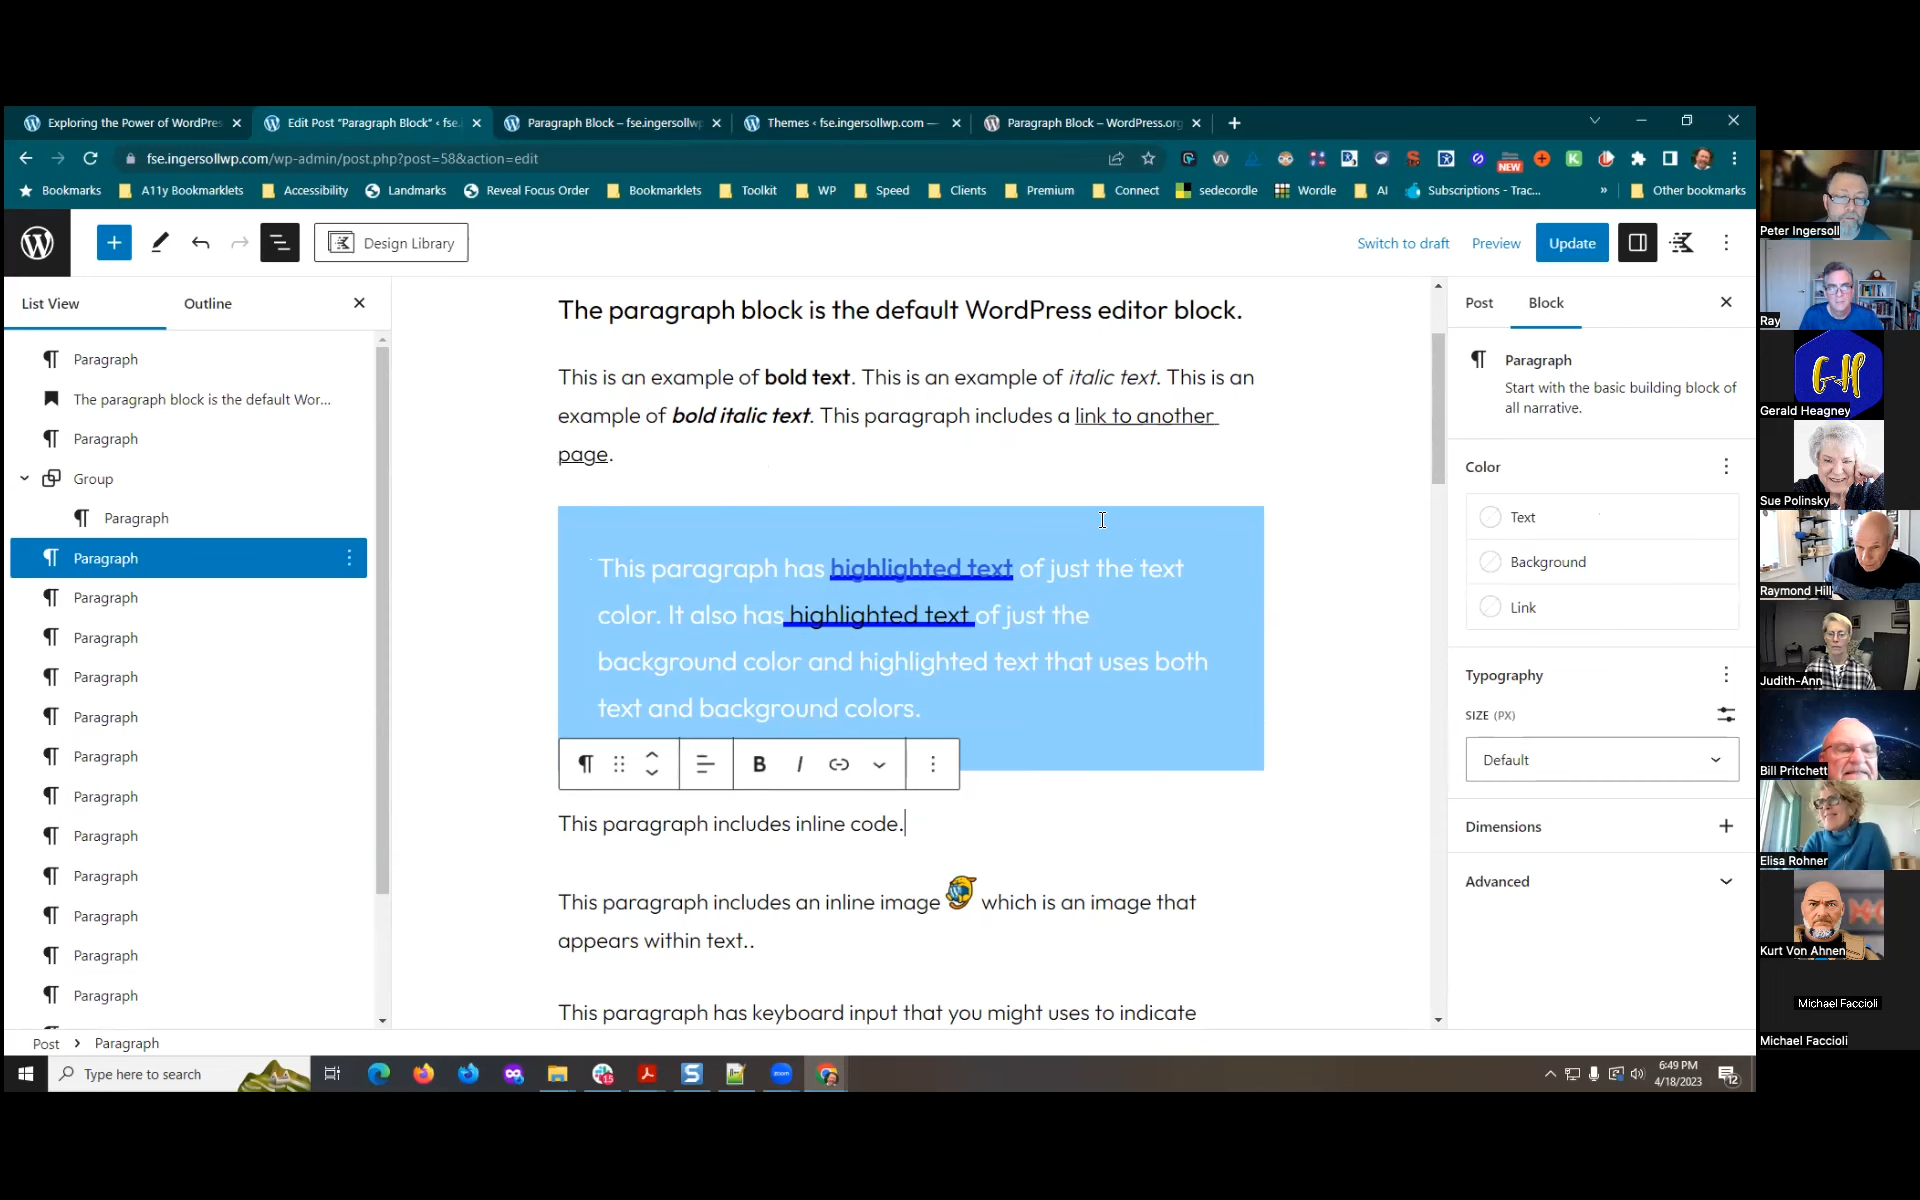 Exploring the Power of WordPres
Edit Post “Paragraph Block” ‹ fse.
Paragraph Block – fse.ingersollw
Themes ‹ fse.ingersollwp.com —
Paragraph Block – WordPress.org
fse.ingersollwp.com/wp-admin/post.php?post=58&action=edit
NEW
Bookmarks
A11y Bookmarklets
Accessibility
Landmarks
Reveal Focus Order
Bookmarklets
Toolkit
WP
Speed
Clients
Premium
Connect
sedecordle
Wordle
AI
Subscriptions - Trac...
»
Other bookmarks
Design Library
Switch to draft
Preview
Update
List View
Outline
Paragraph
The paragraph block is the default Wor...
Paragraph
Group
Paragraph
Paragraph
Paragraph
Paragraph
Paragraph
Paragraph
Paragraph
Paragraph
Paragraph
Paragraph
Paragraph
Paragraph
Paragraph
The paragraph block is the default WordPress editor block.
This is an example of bold text. This is an example of italic text. This is an
example of bold italic text. This paragraph includes a link to another
page.
This paragraph has highlighted text of just the text
color. It also has highlighted text of just the
background color and highlighted text that uses both
text and background colors.
B I
This paragraph includes inline code.
This paragraph includes an inline image which is an image that
appears within text..
This paragraph has keyboard input that you might uses to indicate
Post
Block
Paragraph
Start with the basic building block of
all narrative.
Color
Text
Background
Link
Typography
SIZE (PX)
Default
Dimensions
Advanced
Post
Paragraph
Type here to search
15
zoom
6:49 PM
4/18/2023
12
Peter Ingersoll
Ray
GH
Gerald Heagney
Sue Polinsky
Raymond Hill
Judith-Ann
Bill Pritchett
Elisa Rohner
Kurt Von Ahnen
Michael Faccioli
Michael Faccioli